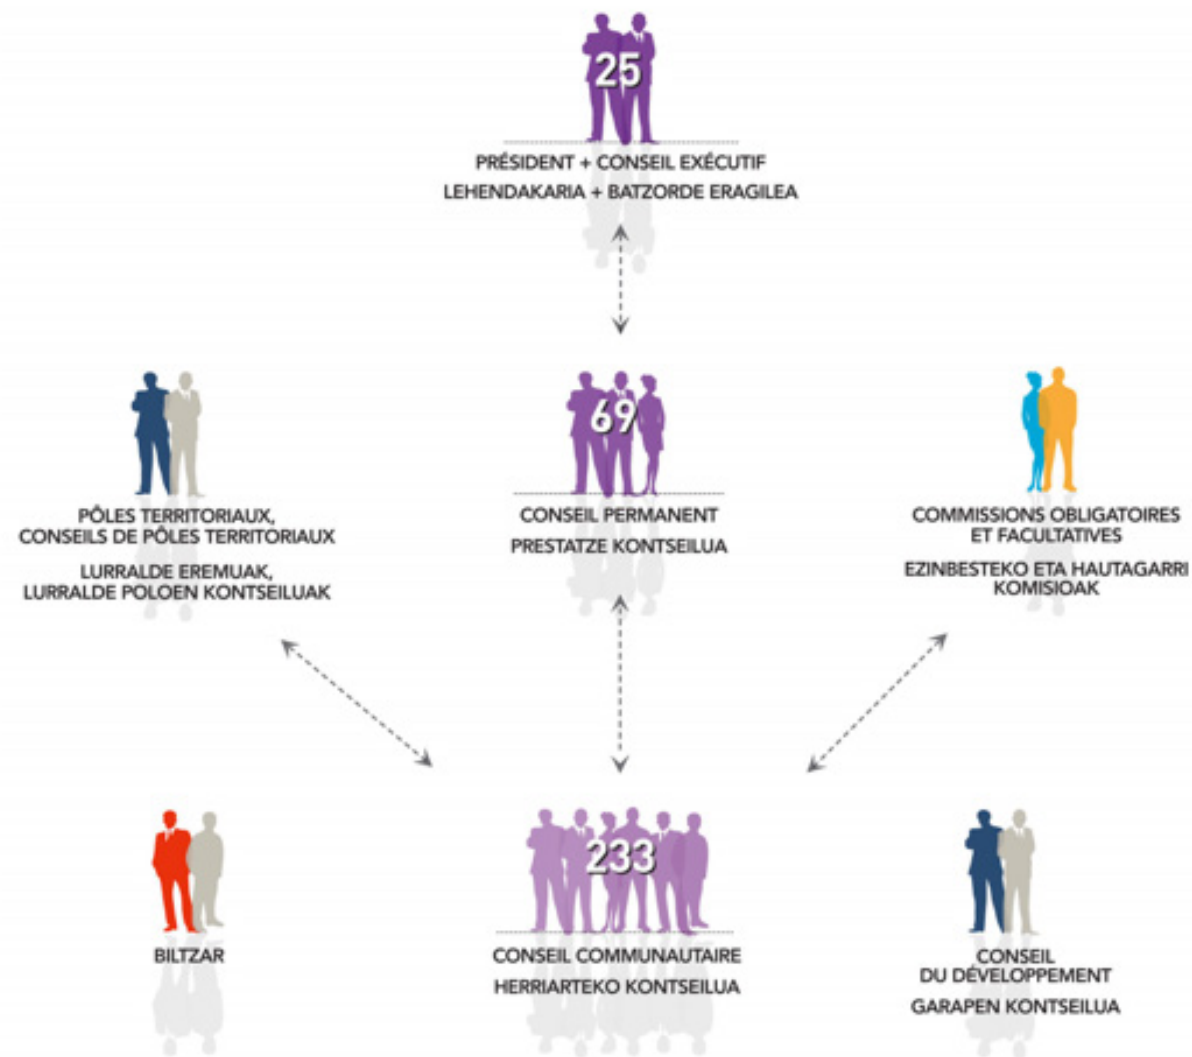 25
PRÉSIDENT + CONSEIL EXÉCUTIF
LEHENDAKARIA + BATZORDE ERAGILEA
PÔLES TERRITORIAUX,
CONSEILS DE PÔLES TERRITORIAUX
LURRALDE EREMUAK,
LURRALDE POLOEN KONTSEILUAK
69
CONSEIL PERMANENT
PRESTATZE KONTSEILUA
COMMISSIONS OBLIGATOIRES
ET FACULTATIVES
EZINBESTEKO ETA HAUTAGARRI
KOMISIOAK
BILTZAR
233
CONSEIL COMMUNAUTAIRE
HERRIARTEKO KONTSEILUA
CONSEIL
DU DÉVELOPPEMENT
GARAPEN KONTSEILUA